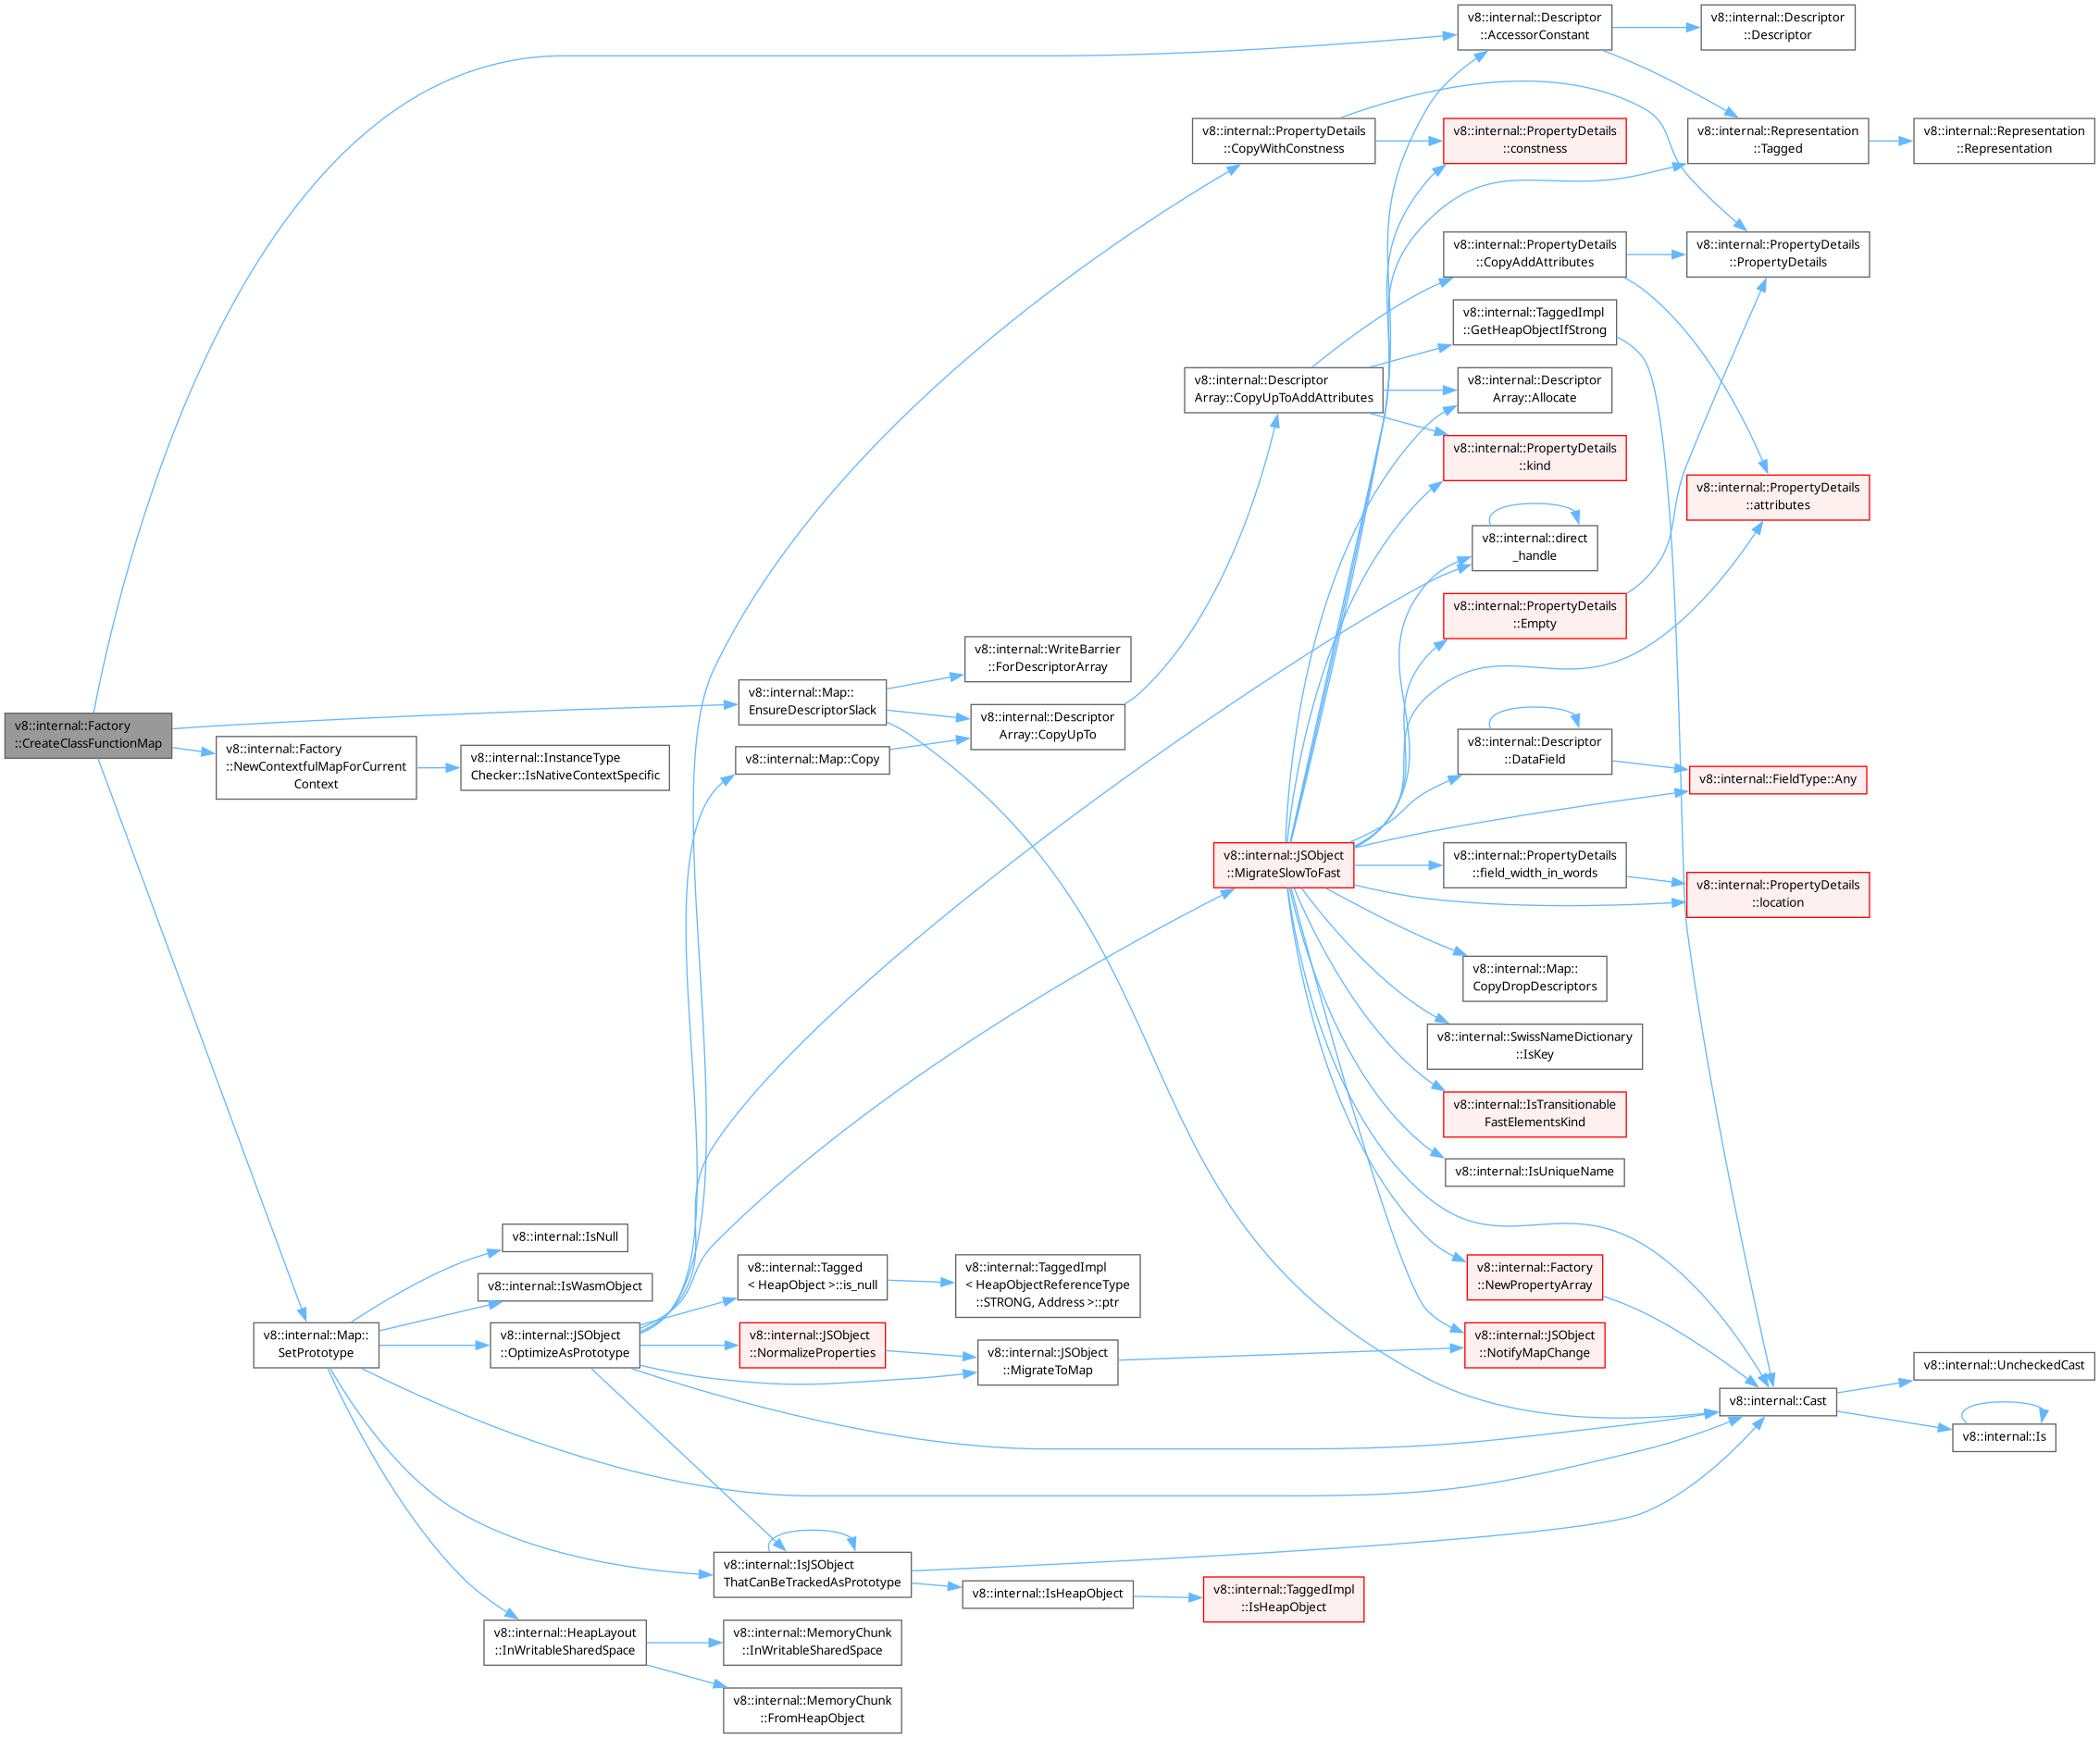 v8::internal::Factory
::CreateClassFunctionMap
v8::internal::Descriptor
::AccessorConstant
v8::internal::Descriptor
::Descriptor
v8::internal::Representation
::Tagged
v8::internal::Representation
::Representation
v8::internal::PropertyDetails
::CopyWithConstness
v8::internal::PropertyDetails
::constness
v8::internal::PropertyDetails
::CopyAddAttributes
v8::internal::PropertyDetails
::PropertyDetails
v8::internal::TaggedImpl
::GetHeapObjectIfStrong
v8::internal::Descriptor
Array::CopyUpToAddAttributes
v8::internal::Descriptor
Array::Allocate
v8::internal::PropertyDetails
::kind
v8::internal::PropertyDetails
::attributes
v8::internal::direct
_handle
v8::internal::PropertyDetails
::Empty
v8::internal::WriteBarrier
::ForDescriptorArray
v8::internal::Map::
EnsureDescriptorSlack
v8::internal::Descriptor
Array::CopyUpTo
v8::internal::Map::Copy
v8::internal::Factory
::NewContextfulMapForCurrent
Context
v8::internal::InstanceType
Checker::IsNativeContextSpecific
v8::internal::Descriptor
::DataField
v8::internal::FieldType::Any
v8::internal::JSObject
::MigrateSlowToFast
v8::internal::PropertyDetails
::field_width_in_words
v8::internal::PropertyDetails
::location
v8::internal::Map::
CopyDropDescriptors
v8::internal::SwissNameDictionary
::IsKey
v8::internal::IsTransitionable
FastElementsKind
v8::internal::IsUniqueName
v8::internal::IsNull
v8::internal::IsWasmObject
v8::internal::Map::
SetPrototype
v8::internal::JSObject
::OptimizeAsPrototype
v8::internal::Tagged
< HeapObject >::is_null
v8::internal::TaggedImpl
< HeapObjectReferenceType
::STRONG, Address >::ptr
v8::internal::JSObject
::NormalizeProperties
v8::internal::JSObject
::MigrateToMap
v8::internal::Factory
::NewPropertyArray
v8::internal::JSObject
::NotifyMapChange
v8::internal::Cast
v8::internal::UncheckedCast
v8::internal::Is
v8::internal::IsJSObject
ThatCanBeTrackedAsPrototype
v8::internal::IsHeapObject
v8::internal::TaggedImpl
::IsHeapObject
v8::internal::HeapLayout
::InWritableSharedSpace
v8::internal::MemoryChunk
::InWritableSharedSpace
v8::internal::MemoryChunk
::FromHeapObject